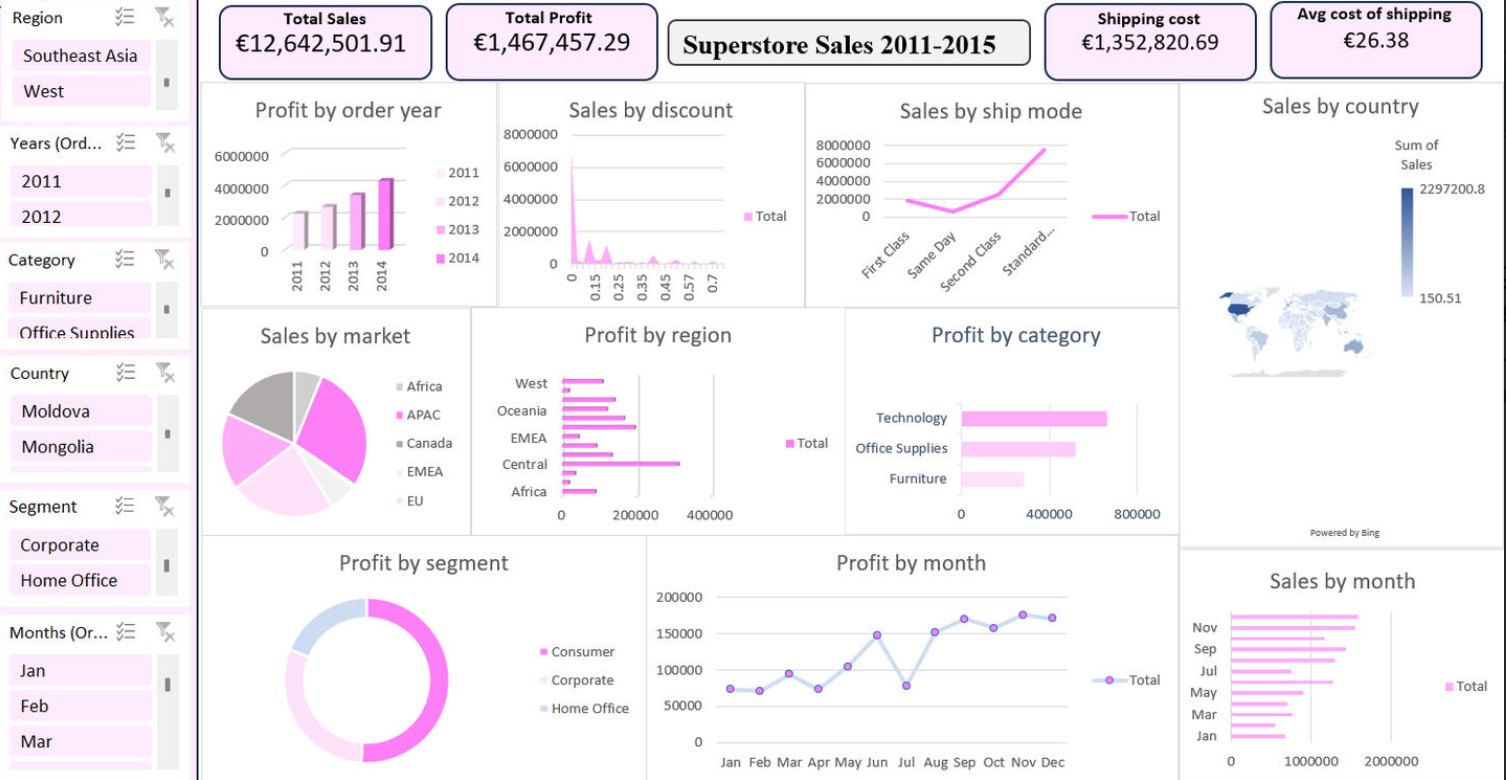 Region
Southeast Asia
West
Years (Ord...
2011
2012
Category
Furniture
Office Supplies
Country
Moldova
Mongolia
Segment
Corporate
Home Office
Months (Or...
Jan
Feb
Mar
Total Sales
€12,642,501.91
Total Profit
€1,467,457.29
Superstore Sales 2011-2015
Shipping cost
€1,352,820.69
Avg cost of shipping
€26.38
Profit by order year
6000000
4000000
2000000
0
2011
2012
2013
2014
2011
2012
2013
2014
Sales by discount
8000000
6000000
4000000
2000000
0
0
0.15
0.25
0.35
0.45
0.57
0.7
Total
Sales by ship mode
8000000
6000000
4000000
2000000
0
First Class
Same Day
Second Class
Standard...
Total
Sales by country
Sum of
Sales
2297200.8
150.51
Powered by Bing
Sales by market
Africa
APAC
Canada
EMEA
EU
Profit by region
West
Oceania
EMEA
Central
Africa
0 200000 400000
Total
Profit by category
Technology
Office Supplies
Furniture
0 400000 800000
Profit by segment
Consumer
Corporate
Home Office
Profit by month
200000
150000
100000
50000
0
Jan Feb Mar Apr May Jun Jul Aug Sep Oct Nov Dec
Total
Sales by month
Nov
Sep
Jul
May
Mar
Jan
0 1000000 2000000
Total